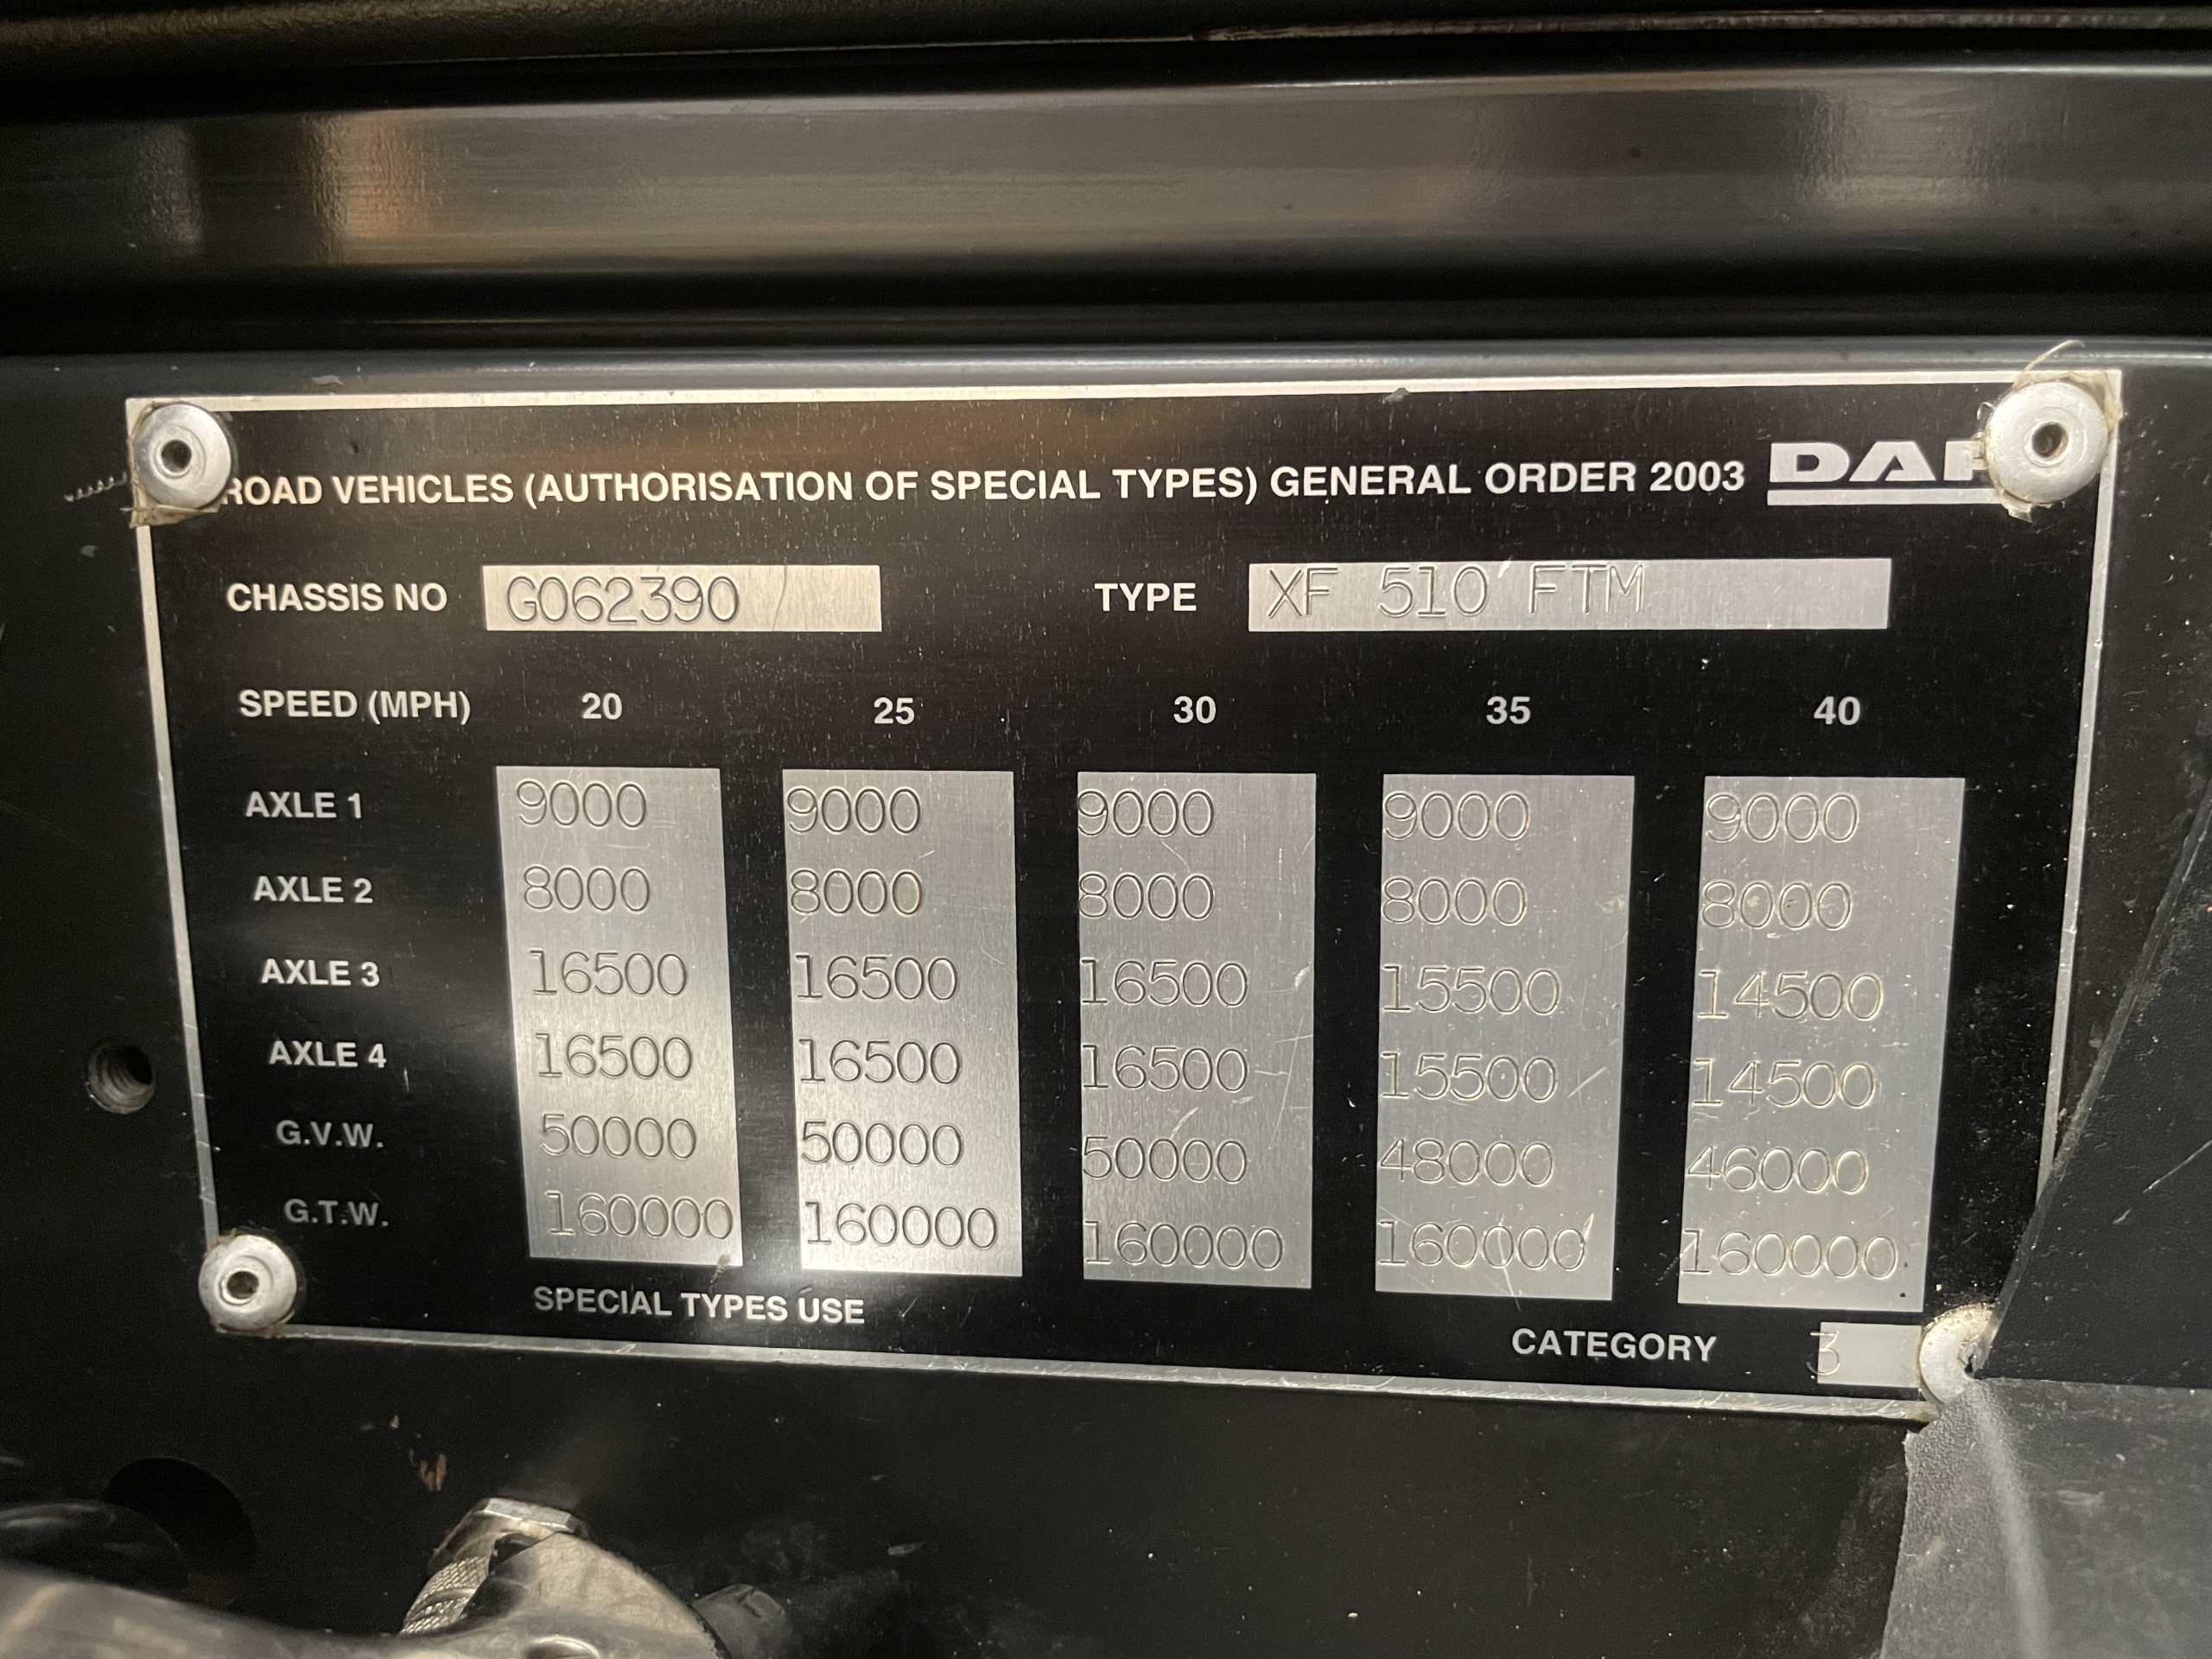 ROAD VEHICLES (AUTHORISATION OF SPECIAL TYPES) GENERAL ORDER 2003 DAF
CHASSIS NO G062390 TYPE XF 510 FTM
SPEED (MPH) 20 25 30 35 40
AXLE 1 9000 9000 9000 9000 9000
AXLE 2 8000 8000 8000 8000 8000
AXLE 3 16500 16500 16500 15500 14500
AXLE 4 16500 16500 16500 15500 14500
G.V.W. 50000 50000 50000 48000 46000
G.T.W. 160000 160000 160000 160000 160000
SPECIAL TYPES USE
CATEGORY 3